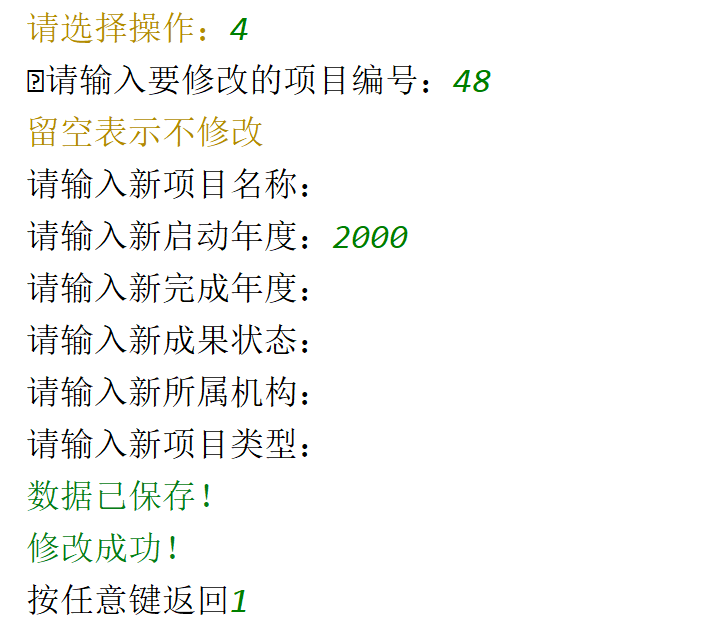 请选择操作：4
请输入要修改的项目编号：48
留空表示不修改
请输入新项目名称：
请输入新启动年度：2000
请输入新完成年度：
请输入新成果状态：
请输入新所属机构：
请输入新项目类型：
数据已保存！
修改成功！
按任意键返回1